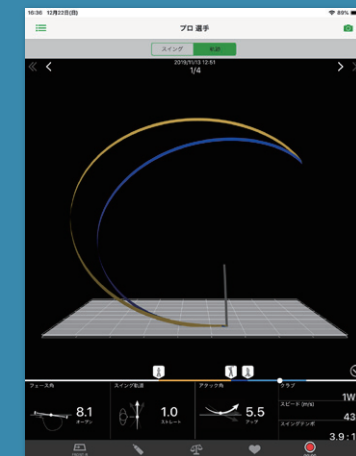 16:36 12月22日(日) 89%
プロ 選手
スイング 軌跡
2019/11/13 12:51
1/4
フェース角 スイング軌道 アタック角 クラブ
8.1 オープン
1.0 ストレート
5.5 アップ
1W
スピード (m/s)
43
スイングテンポ
3.9 : 1